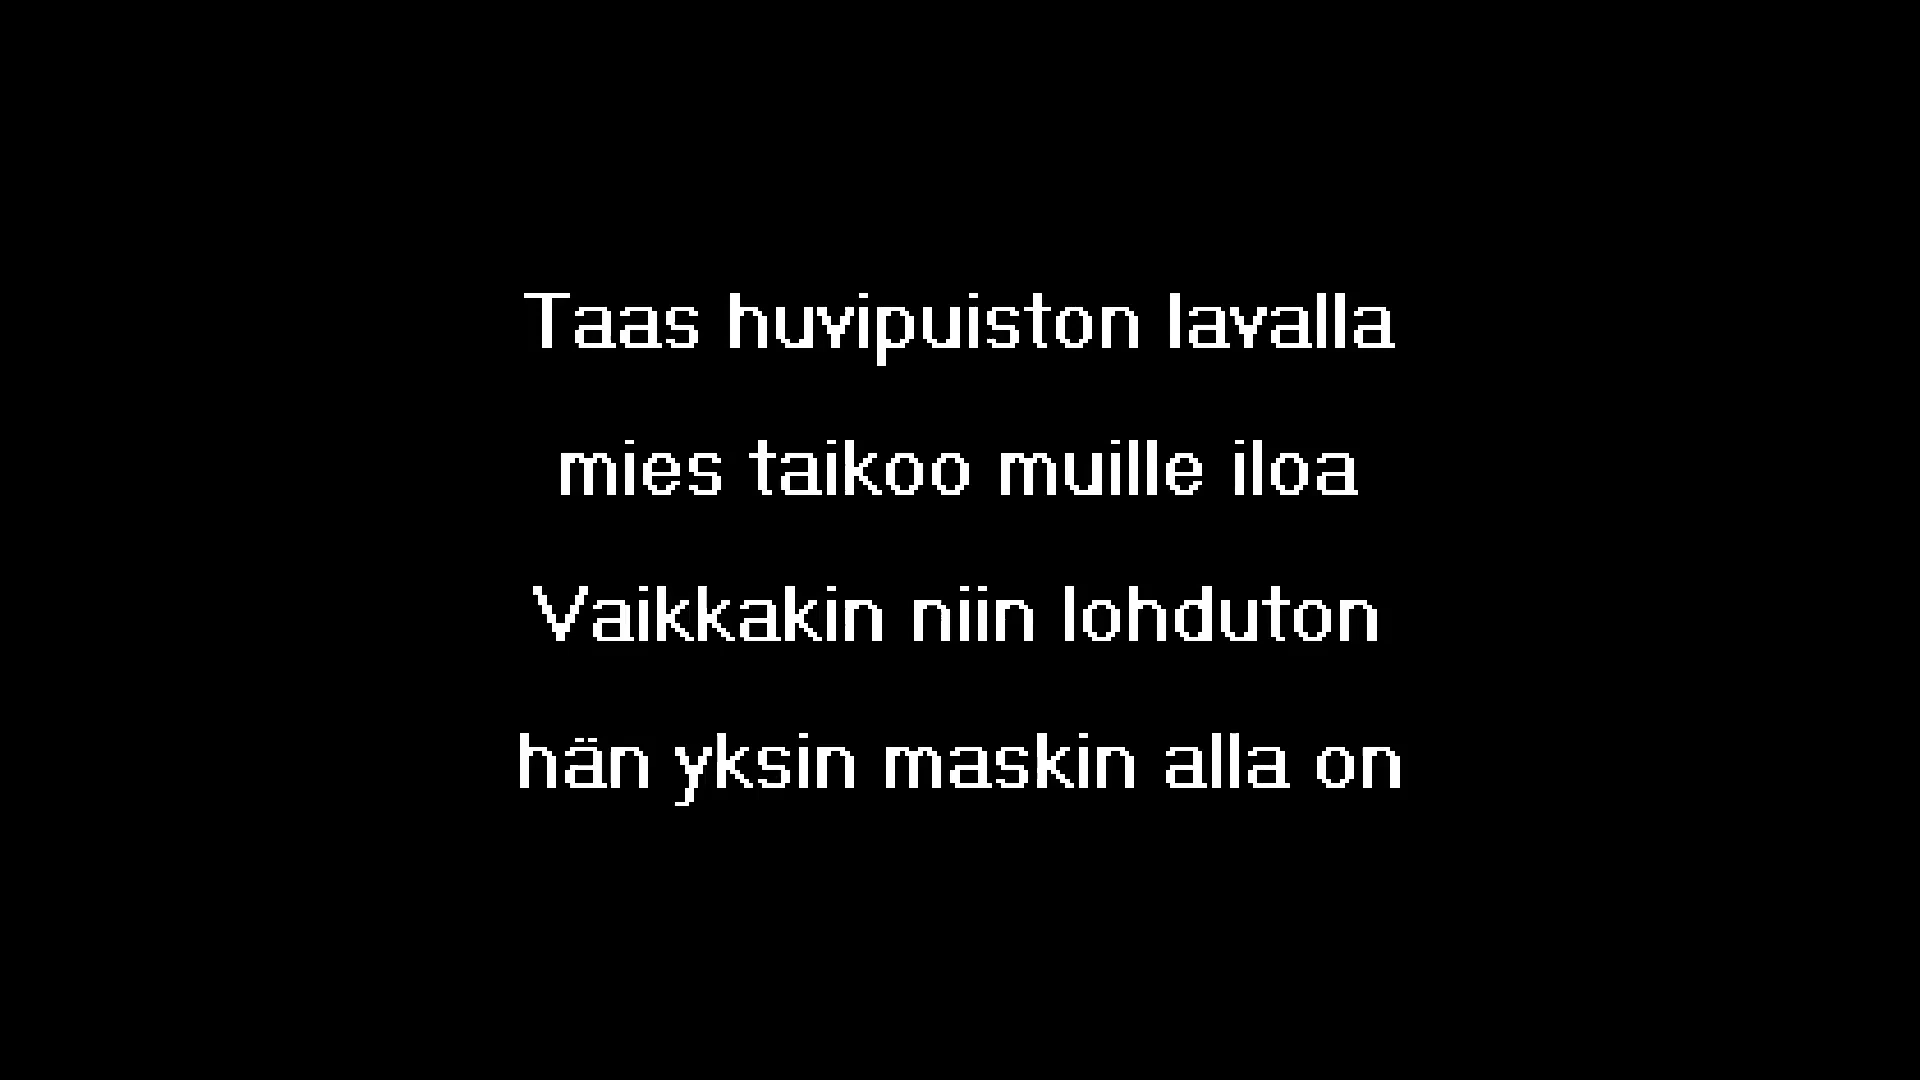 Taas huvipuiston lavalla
mies taikoo muille iloa
Vaikkakin niin lohduton
hän yksin maskin alla on